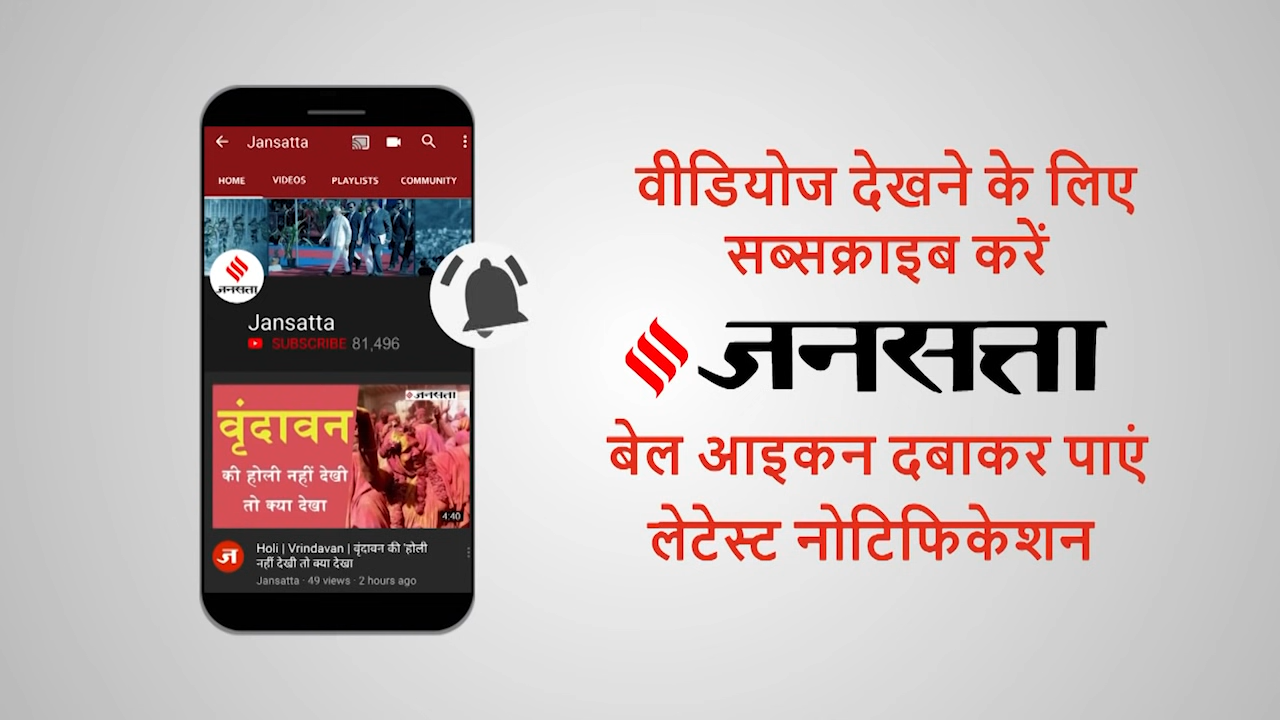 Jansatta
HOME VIDEOS PLAYLISTS COMMUNITY
जनसत्ता
Jansatta
SUBSCRIBE 81,496
जनसत्ता
वृंदावन
की होली नहीं देखी
तो क्या देखा
4:40
ज
Holi | Vrindavan | वृंदावन की 'होली
नहीं देखी तो क्या देखा
Jansatta · 49 views · 2 hours ago
वीडियोज देखने के लिए
सब्सक्राइब करें
जनसत्ता
बेल आइकन दबाकर पाएं
लेटेस्ट नोटिफिकेशन